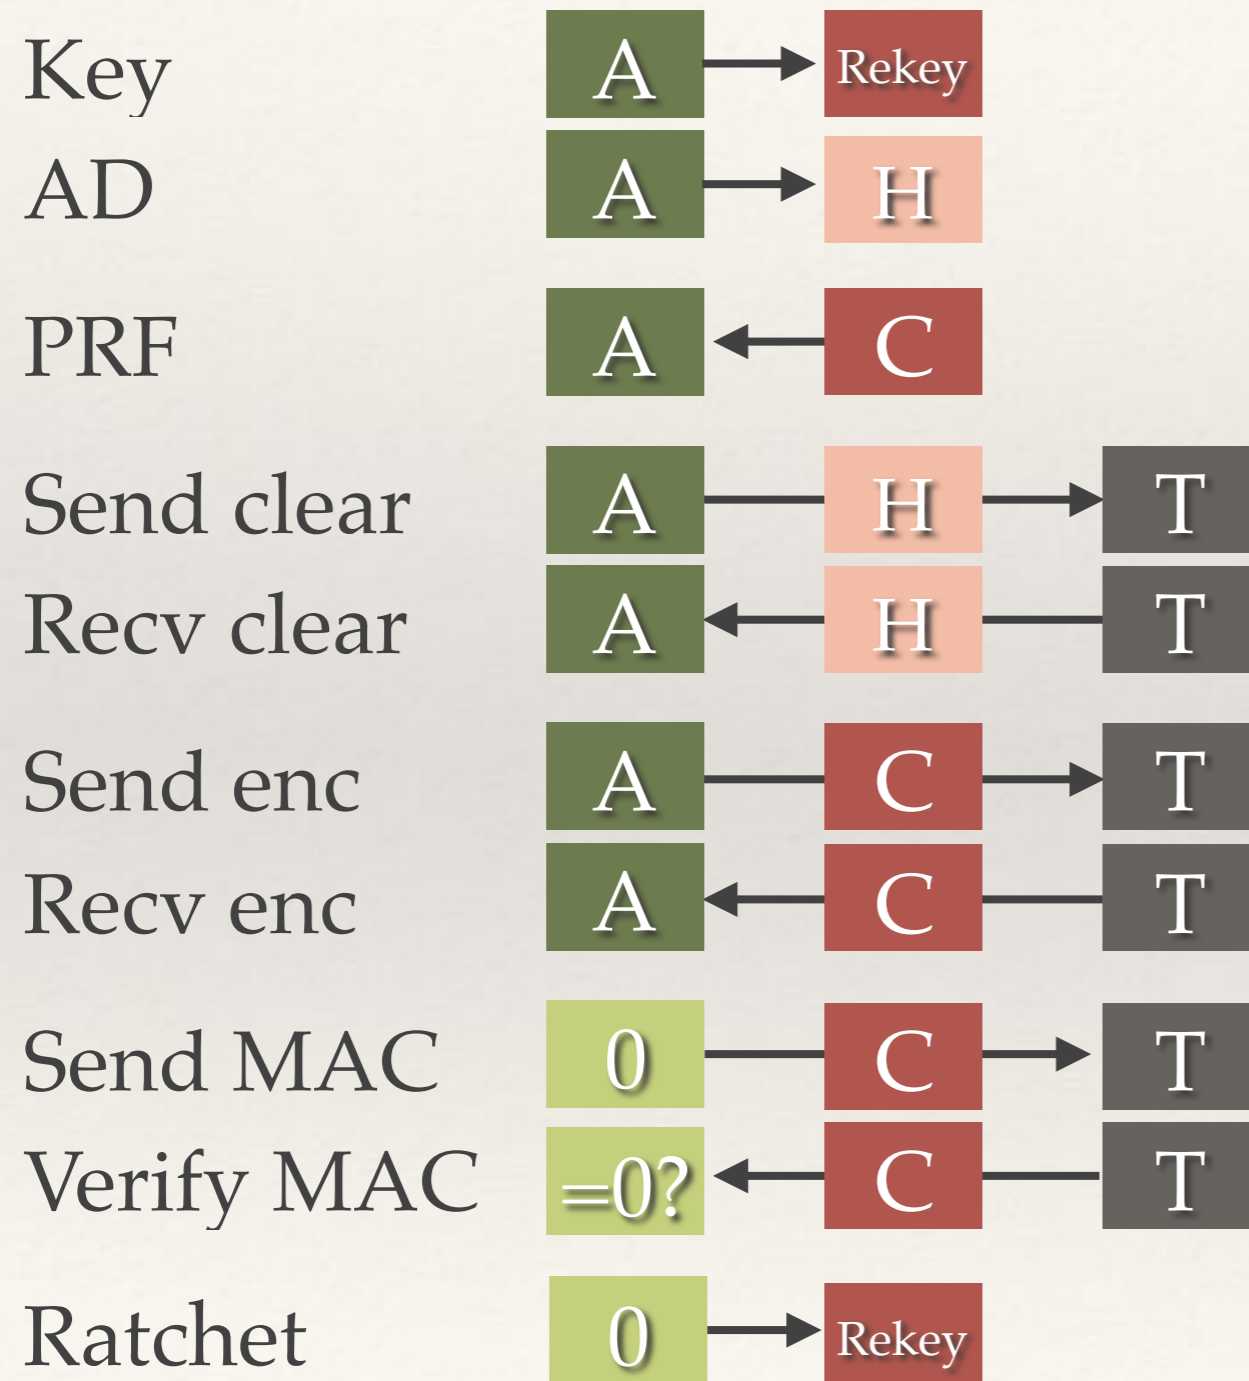 Key A Rekey
AD A H
PRF A C
Send clear A H T
Recv clear A H T
Send enc A C T
Recv enc A C T
Send MAC 0 C T
Verify MAC =0? C T
Ratchet 0 Rekey